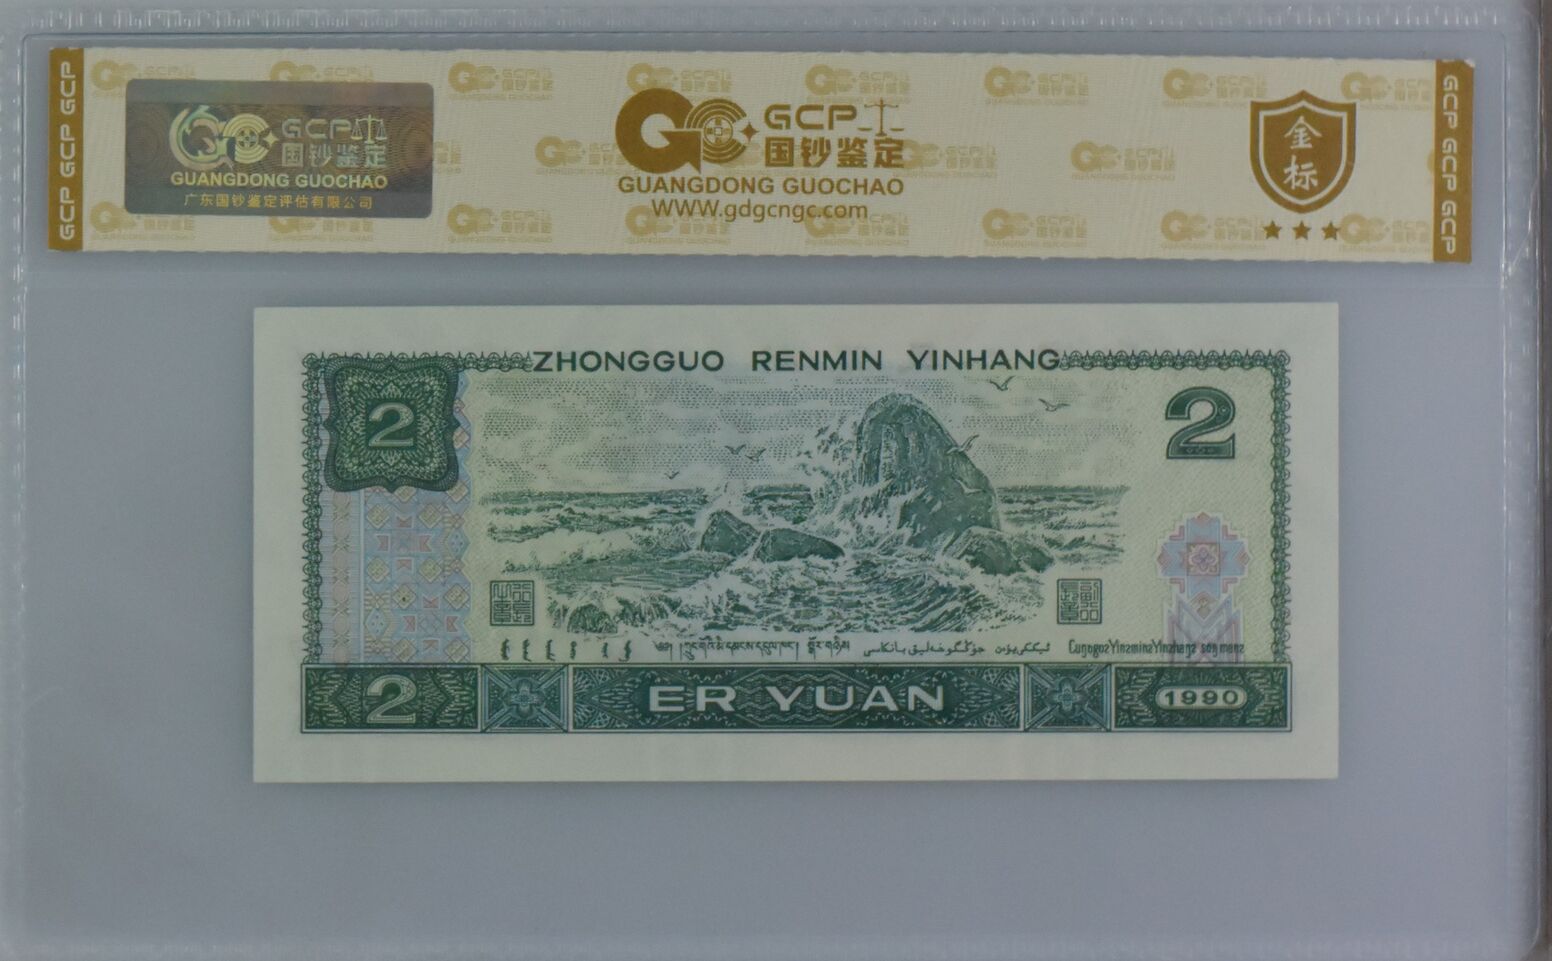 GCP GCP GCP
GCP
国钞鉴定
GUANGDONG GUOCHAO
广东国钞鉴定评估有限公司
GCP
国钞鉴定
GUANGDONG GUOCHAO
WWW.gdgcngc.com
金标
GCP GCP GCP
ZHONGGUO RENMIN YINHANG
2
2
2
ER YUAN
1990